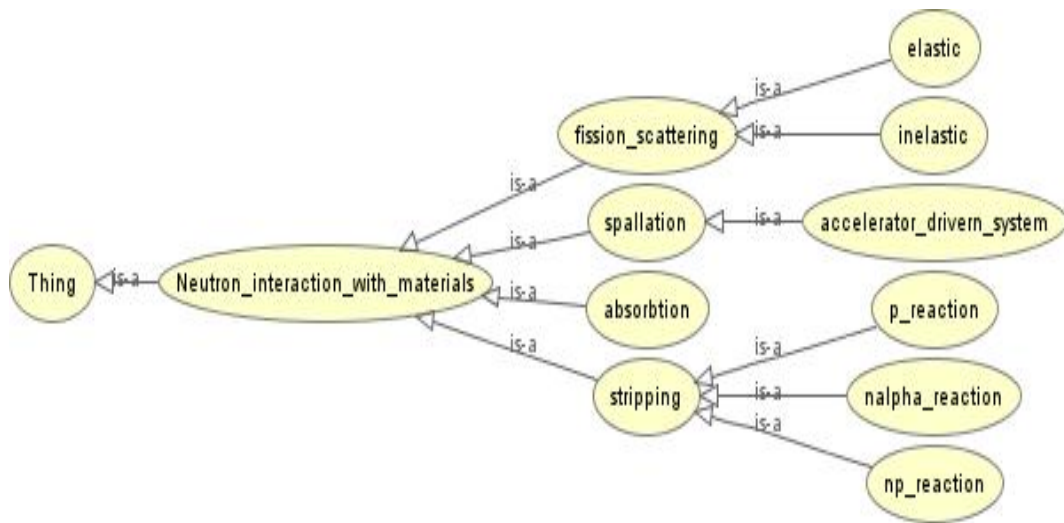 elastic
is-a
fission_scattering
is-a
inelastic
is-a
spallation
is-a
accelerator_drivern_system
is-a
Thing
is-a
Neutron_interaction_with_materials
is-a
absorbtion
p_reaction
is-a
is-a
stripping
is-a
nalpha_reaction
is-a
np_reaction